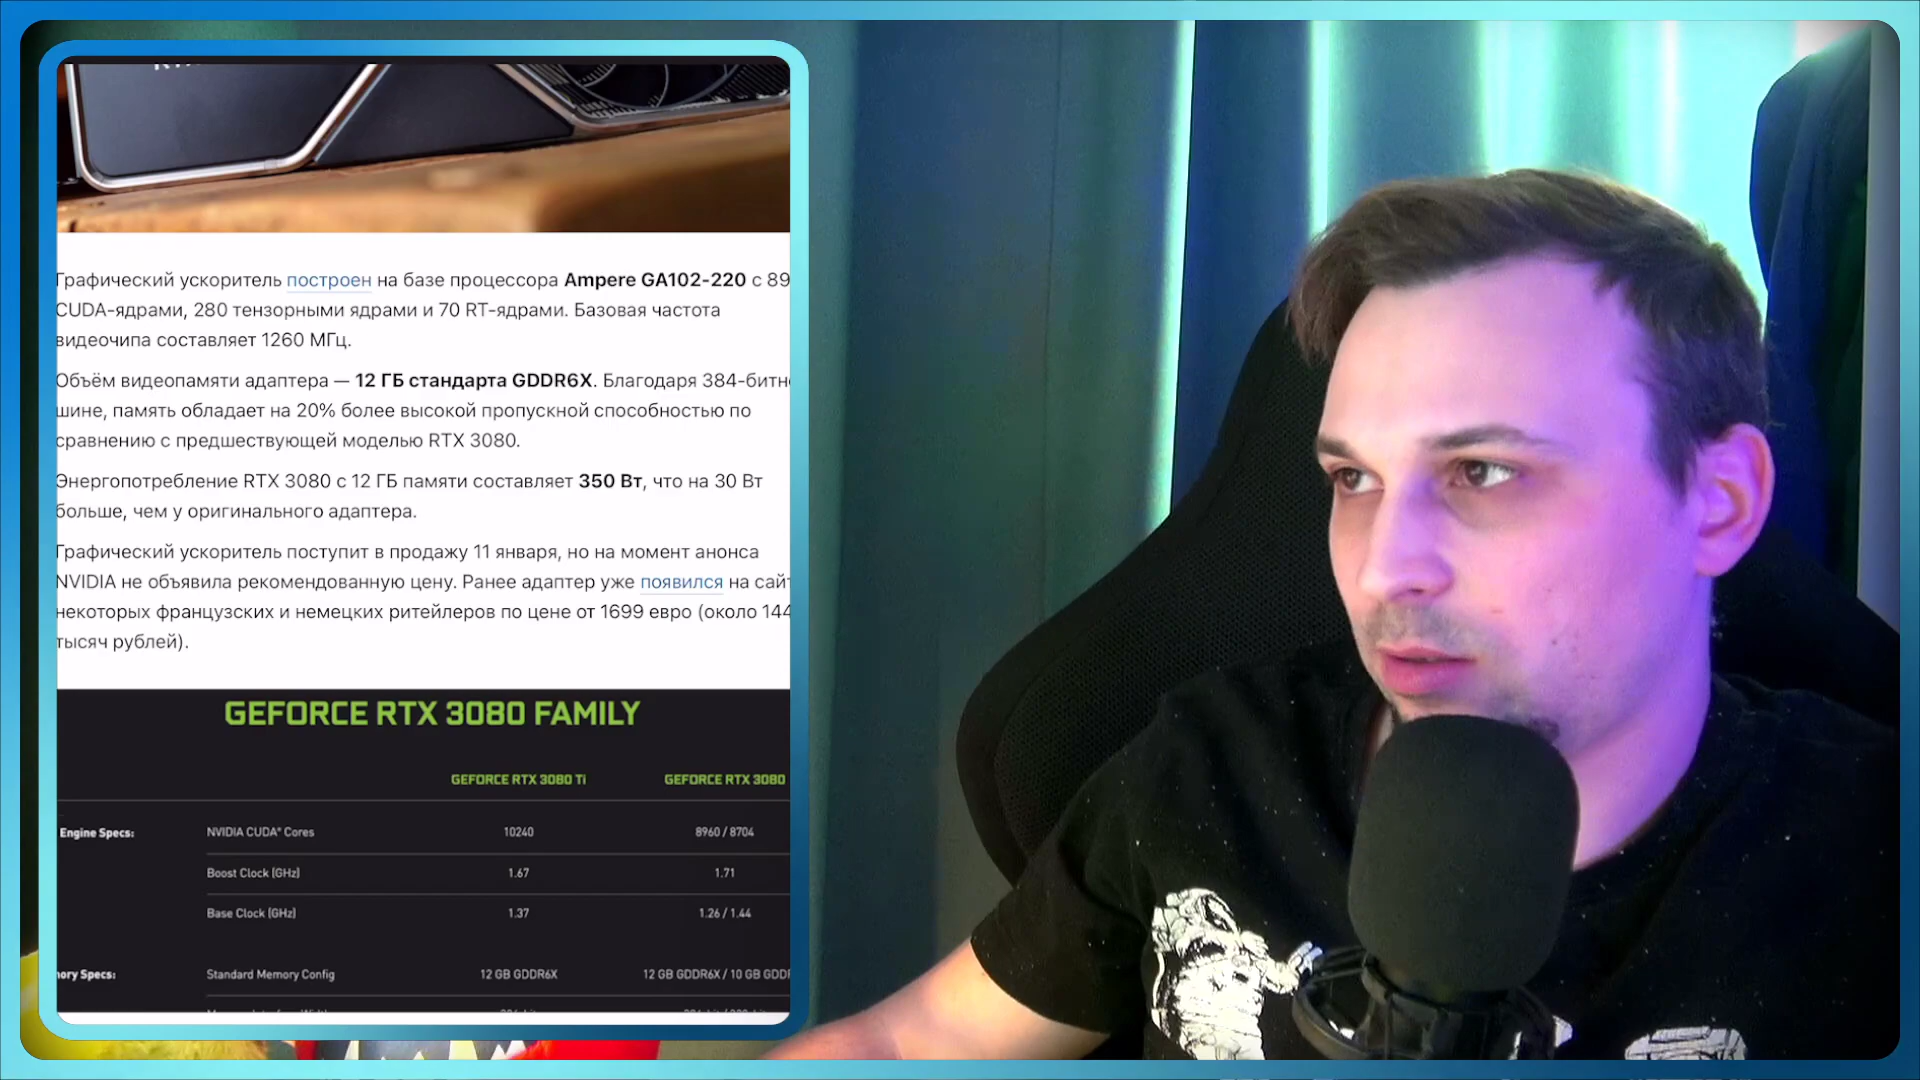 Графический ускоритель построен на базе процессора Ampere GA102-220 с 89
CUDA-ядрами, 280 тензорными ядрами и 70 RT-ядрами. Базовая частота
видеочипа составляет 1260 МГц.
Объём видеопамяти адаптера — 12 ГБ стандарта GDDR6X. Благодаря 384-битн
шине, память обладает на 20% более высокой пропускной способностью по
сравнению с предшествующей моделью RTX 3080.
Энергопотребление RTX 3080 с 12 ГБ памяти составляет 350 Вт, что на 30 Вт
больше, чем у оригинального адаптера.
Графический ускоритель поступит в продажу 11 января, но на момент анонса
NVIDIA не объявила рекомендованную цену. Ранее адаптер уже появился на сайт
некоторых французских и немецких ритейлеров по цене от 1699 евро (около 144
тысяч рублей).
GEFORCE RTX 3080 FAMILY
GEFORCE RTX 3080 Ti GEFORCE RTX 3080
Engine Specs: NVIDIA CUDA® Cores 10240 8960 / 8704
Boost Clock (GHz) 1.67 1.71
Base Clock (GHz) 1.37 1.26 / 1.44
ory Specs: Standard Memory Config 12 GB GDDR6X 12 GB GDDR6X / 10 GB GDD